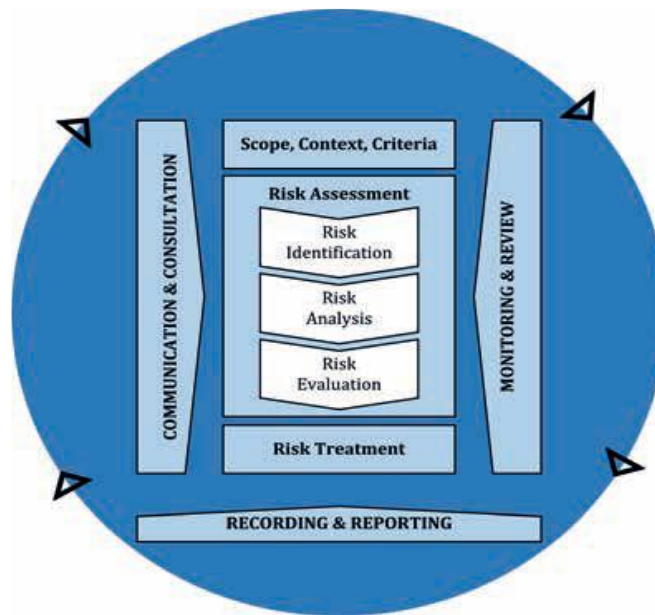 Scope, Context, Criteria
Risk Assessment
Risk
Identification
Risk
Analysis
Risk
Evaluation
Risk Treatment
COMMUNICATION & CONSULTATION
MONITORING & REVIEW
RECORDING & REPORTING